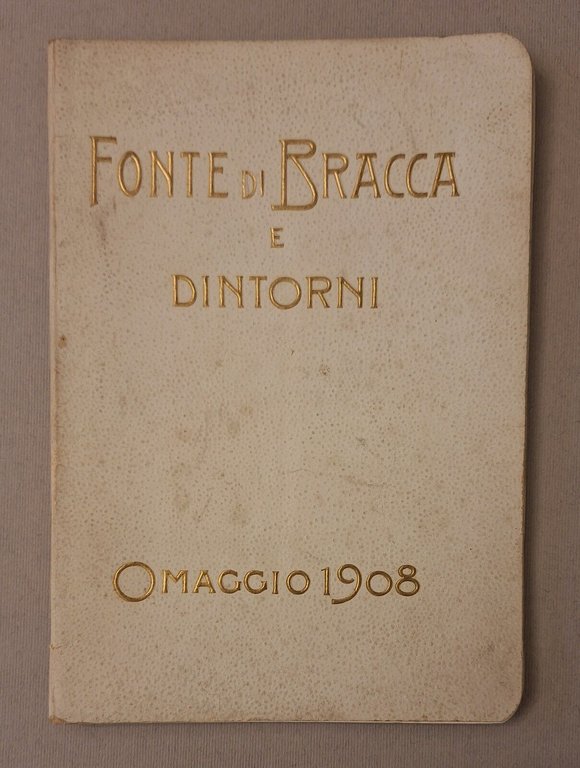 FONTE DI BRACCA
E
DINTORNI
OMAGGIO 1908